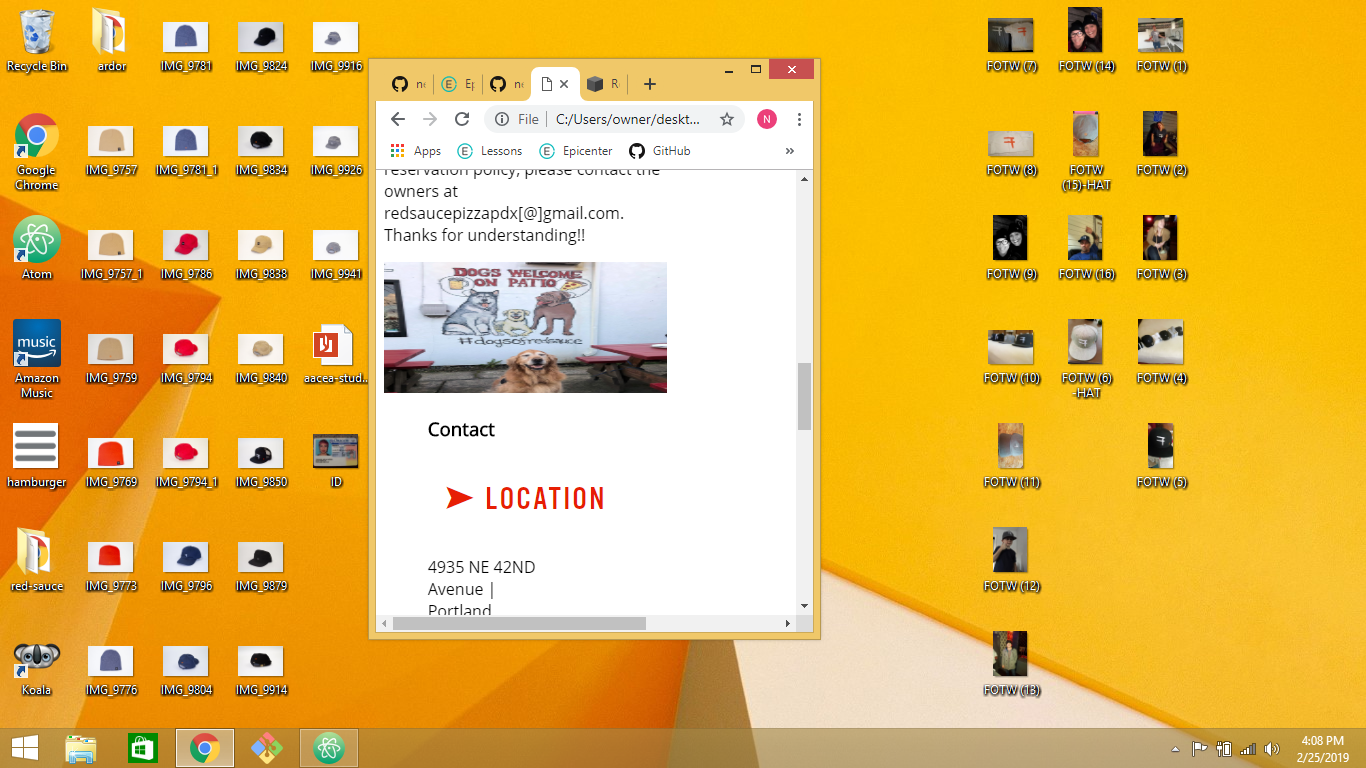 Recycle Bin
ardor
IMG_9781
IMG_9824
IMG_9916
Google
Chrome
IMG_9757
IMG_9781_1
IMG_9834
IMG_9926
Atom
IMG_9757_1
IMG_9786
IMG_9838
IMG_9941
music
Amazon
Music
IMG_9759
IMG_9794
IMG_9840
aacea-stud...
hamburger
IMG_9769
IMG_9794_1
IMG_9850
ID
red-sauce
IMG_9773
IMG_9796
IMG_9879
Koala
IMG_9776
IMG_9804
IMG_9914
File
C:/Users/owner/deskt...
N
Apps
Lessons
Epicenter
GitHub
»
reservation policy, please contact the
owners at
redsaucepizzapdx[@]gmail.com.
Thanks for understanding!!
DOGS WELCOME
ON PATIO
#dogsofredsauce
Contact
LOCATION
4935 NE 42ND
Avenue |
Portland
FOTW (7)
FOTW (14)
FOTW (1)
FOTW (8)
FOTW
(15)-HAT
FOTW (2)
FOTW (9)
FOTW (16)
FOTW (3)
FOTW (10)
FOTW (6)
-HAT
FOTW (4)
FOTW (11)
FOTW (5)
FOTW (12)
FOTW (13)
4:08 PM
2/25/2019